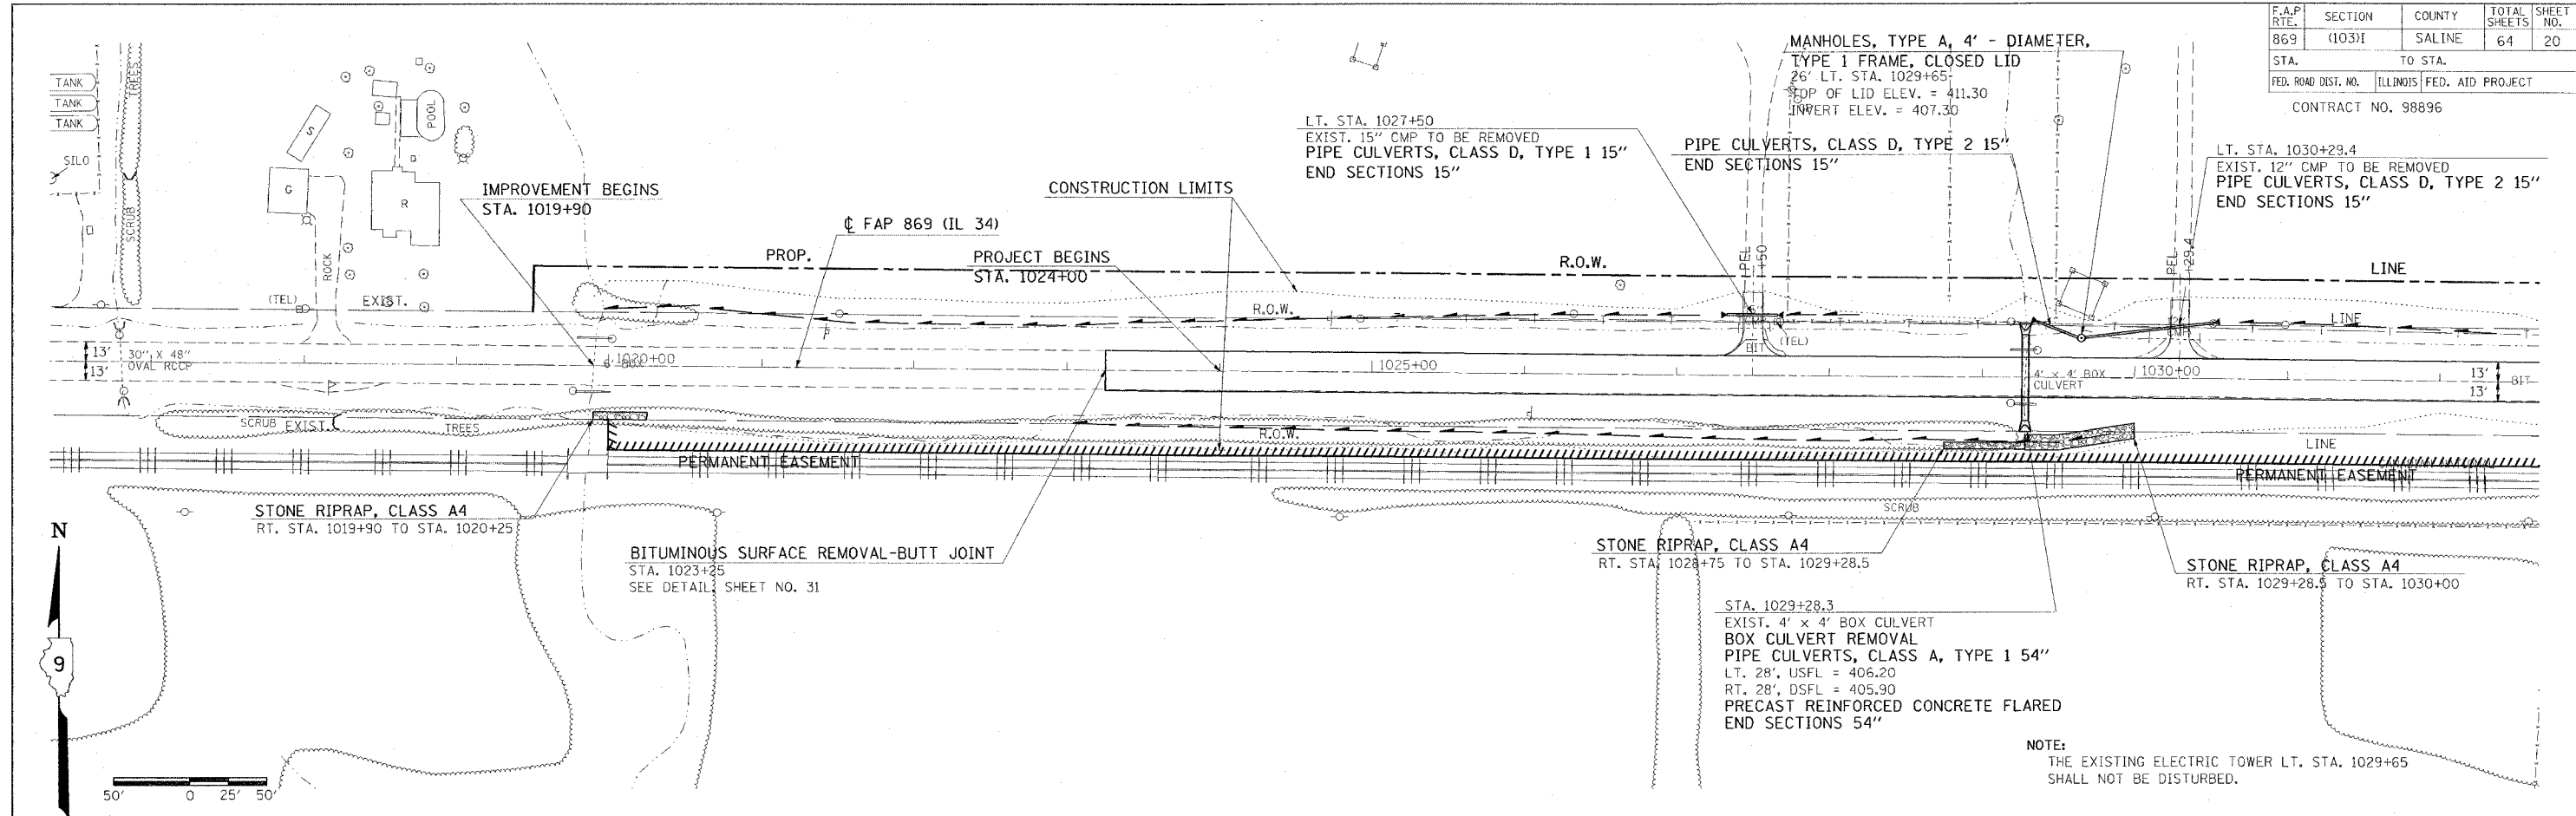 F.A.P RTE. SECTION COUNTY TOTAL SHEETS SHEET NO.
869 (103)I SALINE 64 20
STA. TO STA.
FED. ROAD DIST. NO. ILLINOIS FED. AID PROJECT
CONTRACT NO. 98896
MANHOLES, TYPE A, 4' - DIAMETER,
TYPE 1 FRAME, CLOSED LID
26' LT. STA. 1029+65
TOP OF LID ELEV. = 411.30
INVERT ELEV. = 407.30
LT. STA. 1027+50
EXIST. 15" CMP TO BE REMOVED
PIPE CULVERTS, CLASS D, TYPE 1 15"
END SECTIONS 15"
PIPE CULVERTS, CLASS D, TYPE 2 15"
END SECTIONS 15"
LT. STA. 1030+29.4
EXIST. 12" CMP TO BE REMOVED
PIPE CULVERTS, CLASS D, TYPE 2 15"
END SECTIONS 15"
TANK
TANK
TANK
SILO
TREES
SCRUB
S
POOL
G
R
ROCK
IMPROVEMENT BEGINS
STA. 1019+90
CONSTRUCTION LIMITS
℄ FAP 869 (IL 34)
PROJECT BEGINS
STA. 1024+00
PROP.
R.O.W.
LINE
PEL
+50
PEL
+29.4
(TEL)
EXIST.
R.O.W.
LINE
(TEL)
BIT
13'
13'
30" X 48"
OVAL RCCP
1020+00
1025+00
4' x 4' BOX
CULVERT
1030+00
13'
13'
BIT
SCRUB
EXIST.
TREES
R.O.W.
LINE
PERMANENT EASEMENT
PERMANENT EASEMENT
SCRUB
STONE RIPRAP, CLASS A4
RT. STA. 1019+90 TO STA. 1020+25
BITUMINOUS SURFACE REMOVAL-BUTT JOINT
STA. 1023+25
SEE DETAIL, SHEET NO. 31
STONE RIPRAP, CLASS A4
RT. STA. 1028+75 TO STA. 1029+28.5
STONE RIPRAP, CLASS A4
RT. STA. 1029+28.5 TO STA. 1030+00
STA. 1029+28.3
EXIST. 4' x 4' BOX CULVERT
BOX CULVERT REMOVAL
PIPE CULVERTS, CLASS A, TYPE 1 54"
LT. 28', USFL = 406.20
RT. 28', DSFL = 405.90
PRECAST REINFORCED CONCRETE FLARED
END SECTIONS 54"
NOTE:
THE EXISTING ELECTRIC TOWER LT. STA. 1029+65
SHALL NOT BE DISTURBED.
N
9
50' 0 25' 50'